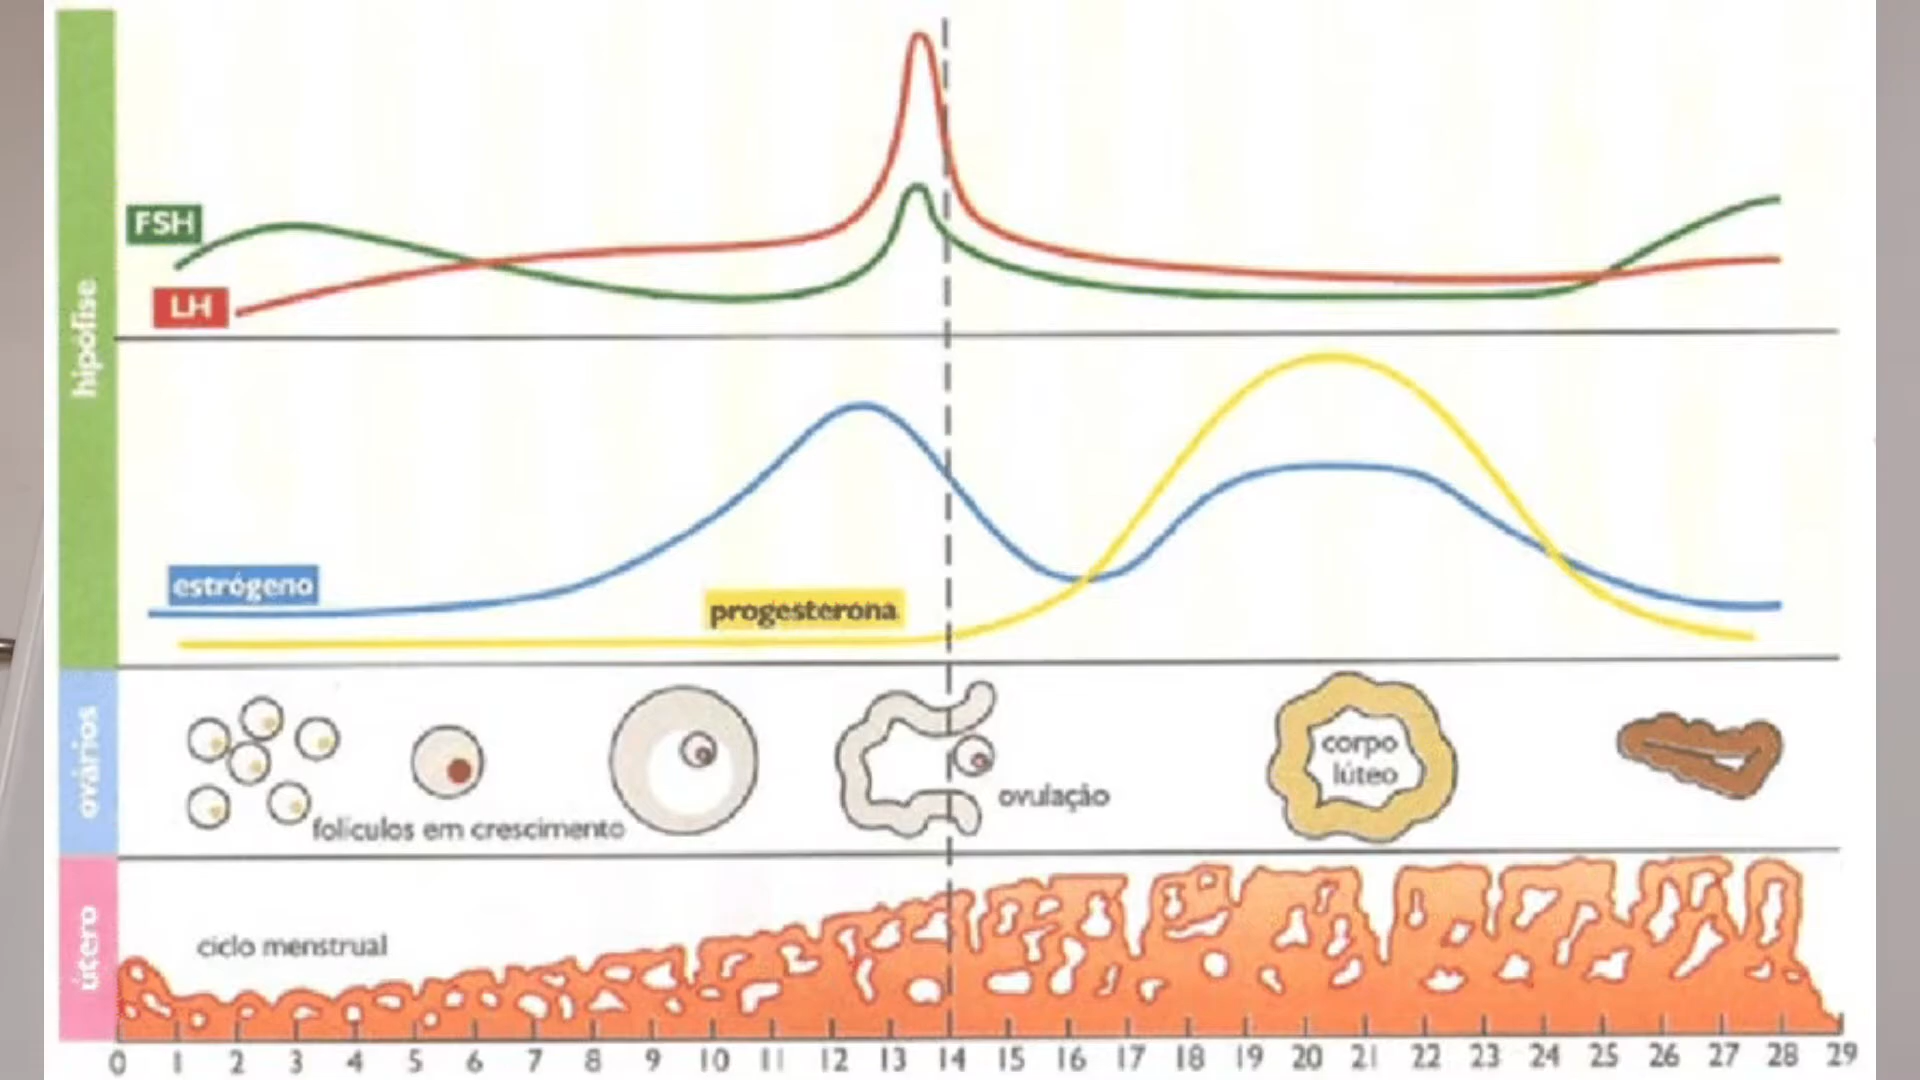 hipófise
FSH
LH
estrógeno
progesterona
ovários
folículos em crescimento
ovulação
corpo
lúteo
útero
ciclo menstrual
0 1 2 3 4 5 6 7 8 9 10 11 12 13 14 15 16 17 18 19 20 21 22 23 24 25 26 27 28 29